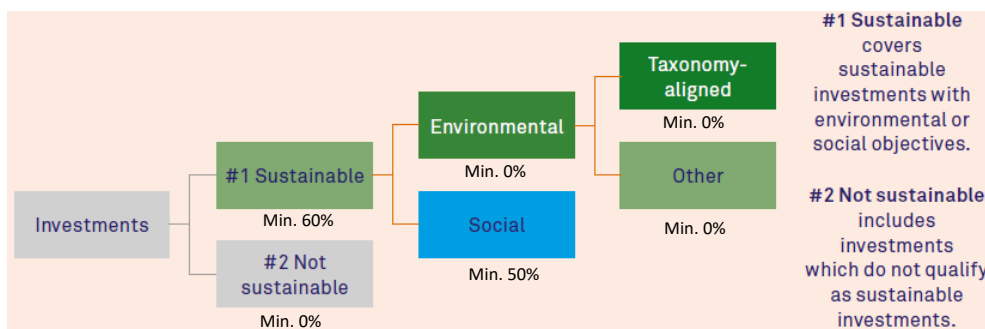 Investments
#1 Sustainable
Min. 60%
#2 Not
sustainable
Min. 0%
Environmental
Min. 0%
Social
Min. 50%
Taxonomy-
aligned
Min. 0%
Other
Min. 0%
#1 Sustainable
covers
sustainable
investments with
environmental or
social objectives.
#2 Not sustainable
includes
investments
which do not qualify
as sustainable
investments.